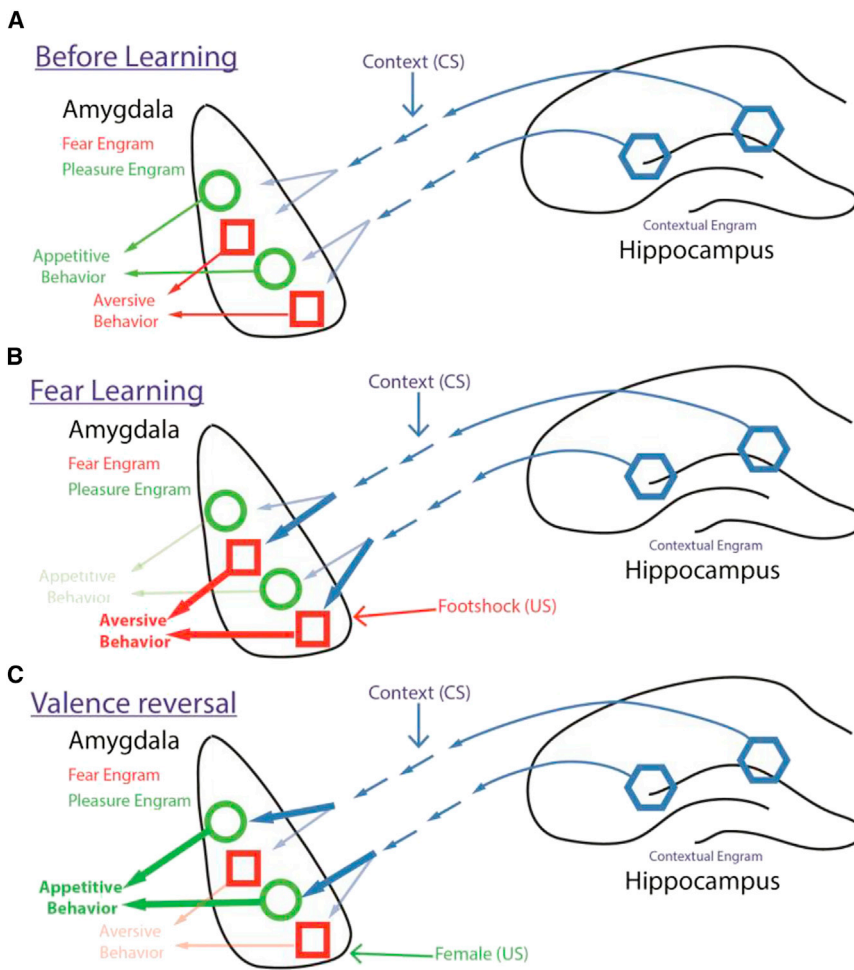 A
Before Learning
Context (CS)
Amygdala
Fear Engram
Pleasure Engram
Appetitive
Behavior
Aversive
Behavior
Contextual Engram
Hippocampus
B
Fear Learning
Context (CS)
Amygdala
Fear Engram
Pleasure Engram
Appetitive
Behavior
Aversive
Behavior
Footshock (US)
Contextual Engram
Hippocampus
C
Valence reversal
Context (CS)
Amygdala
Fear Engram
Pleasure Engram
Appetitive
Behavior
Aversive
Behavior
Female (US)
Contextual Engram
Hippocampus